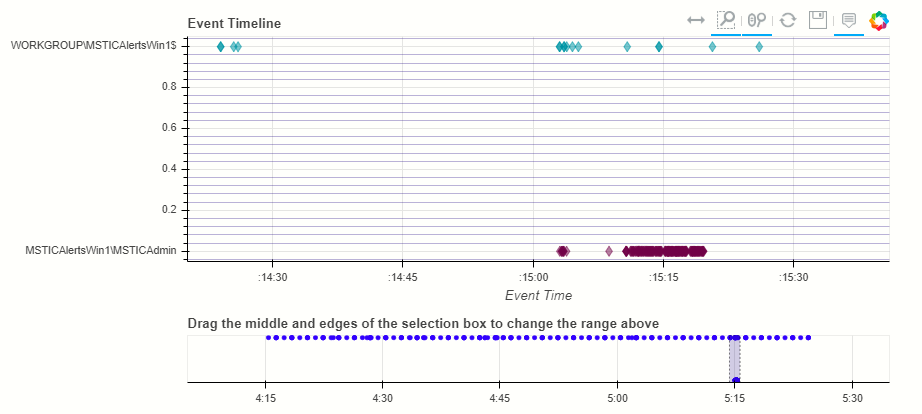 Event Timeline
WORKGROUP\MSTICAlertsWin1$
0.8
0.6
0.4
0.2
MSTICAlertsWin1\MSTICAdmin
:14:30 :14:45 :15:00 :15:15 :15:30
Event Time
Drag the middle and edges of the selection box to change the range above
4:15 4:30 4:45 5:00 5:15 5:30